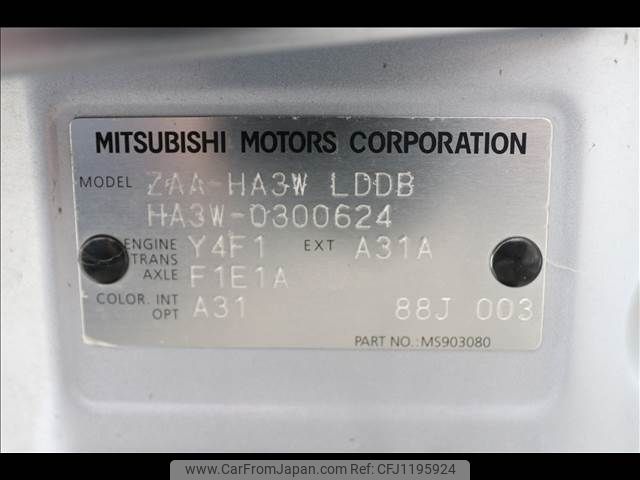 MITSUBISHI MOTORS CORPORATION
MODEL ZAA-HA3W LDDB
HA3W-0300624
ENGINE Y4F1 EXT A31A
TRANS
AXLE F1E1A
COLOR. INT
OPT A31 88J 003
PART NO.: MS903080
www.CarFromJapan.com CFJ1195924